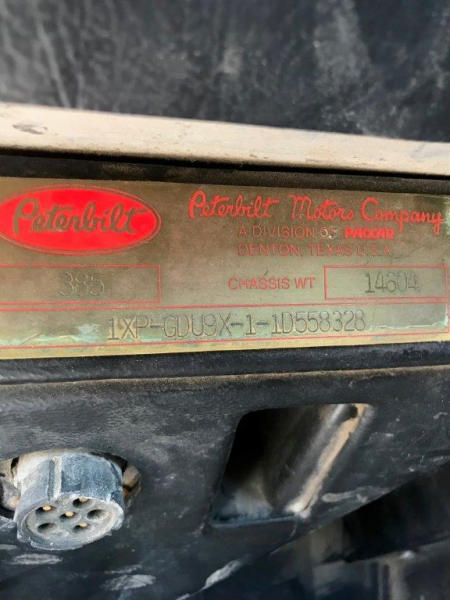 Peterbilt
Peterbilt Motors Company
A DIVISION OF PACCAR
DENTON, TEXAS U.S.A.
385 CHASSIS WT 14604
1XP-GDU9X-1-1D558328